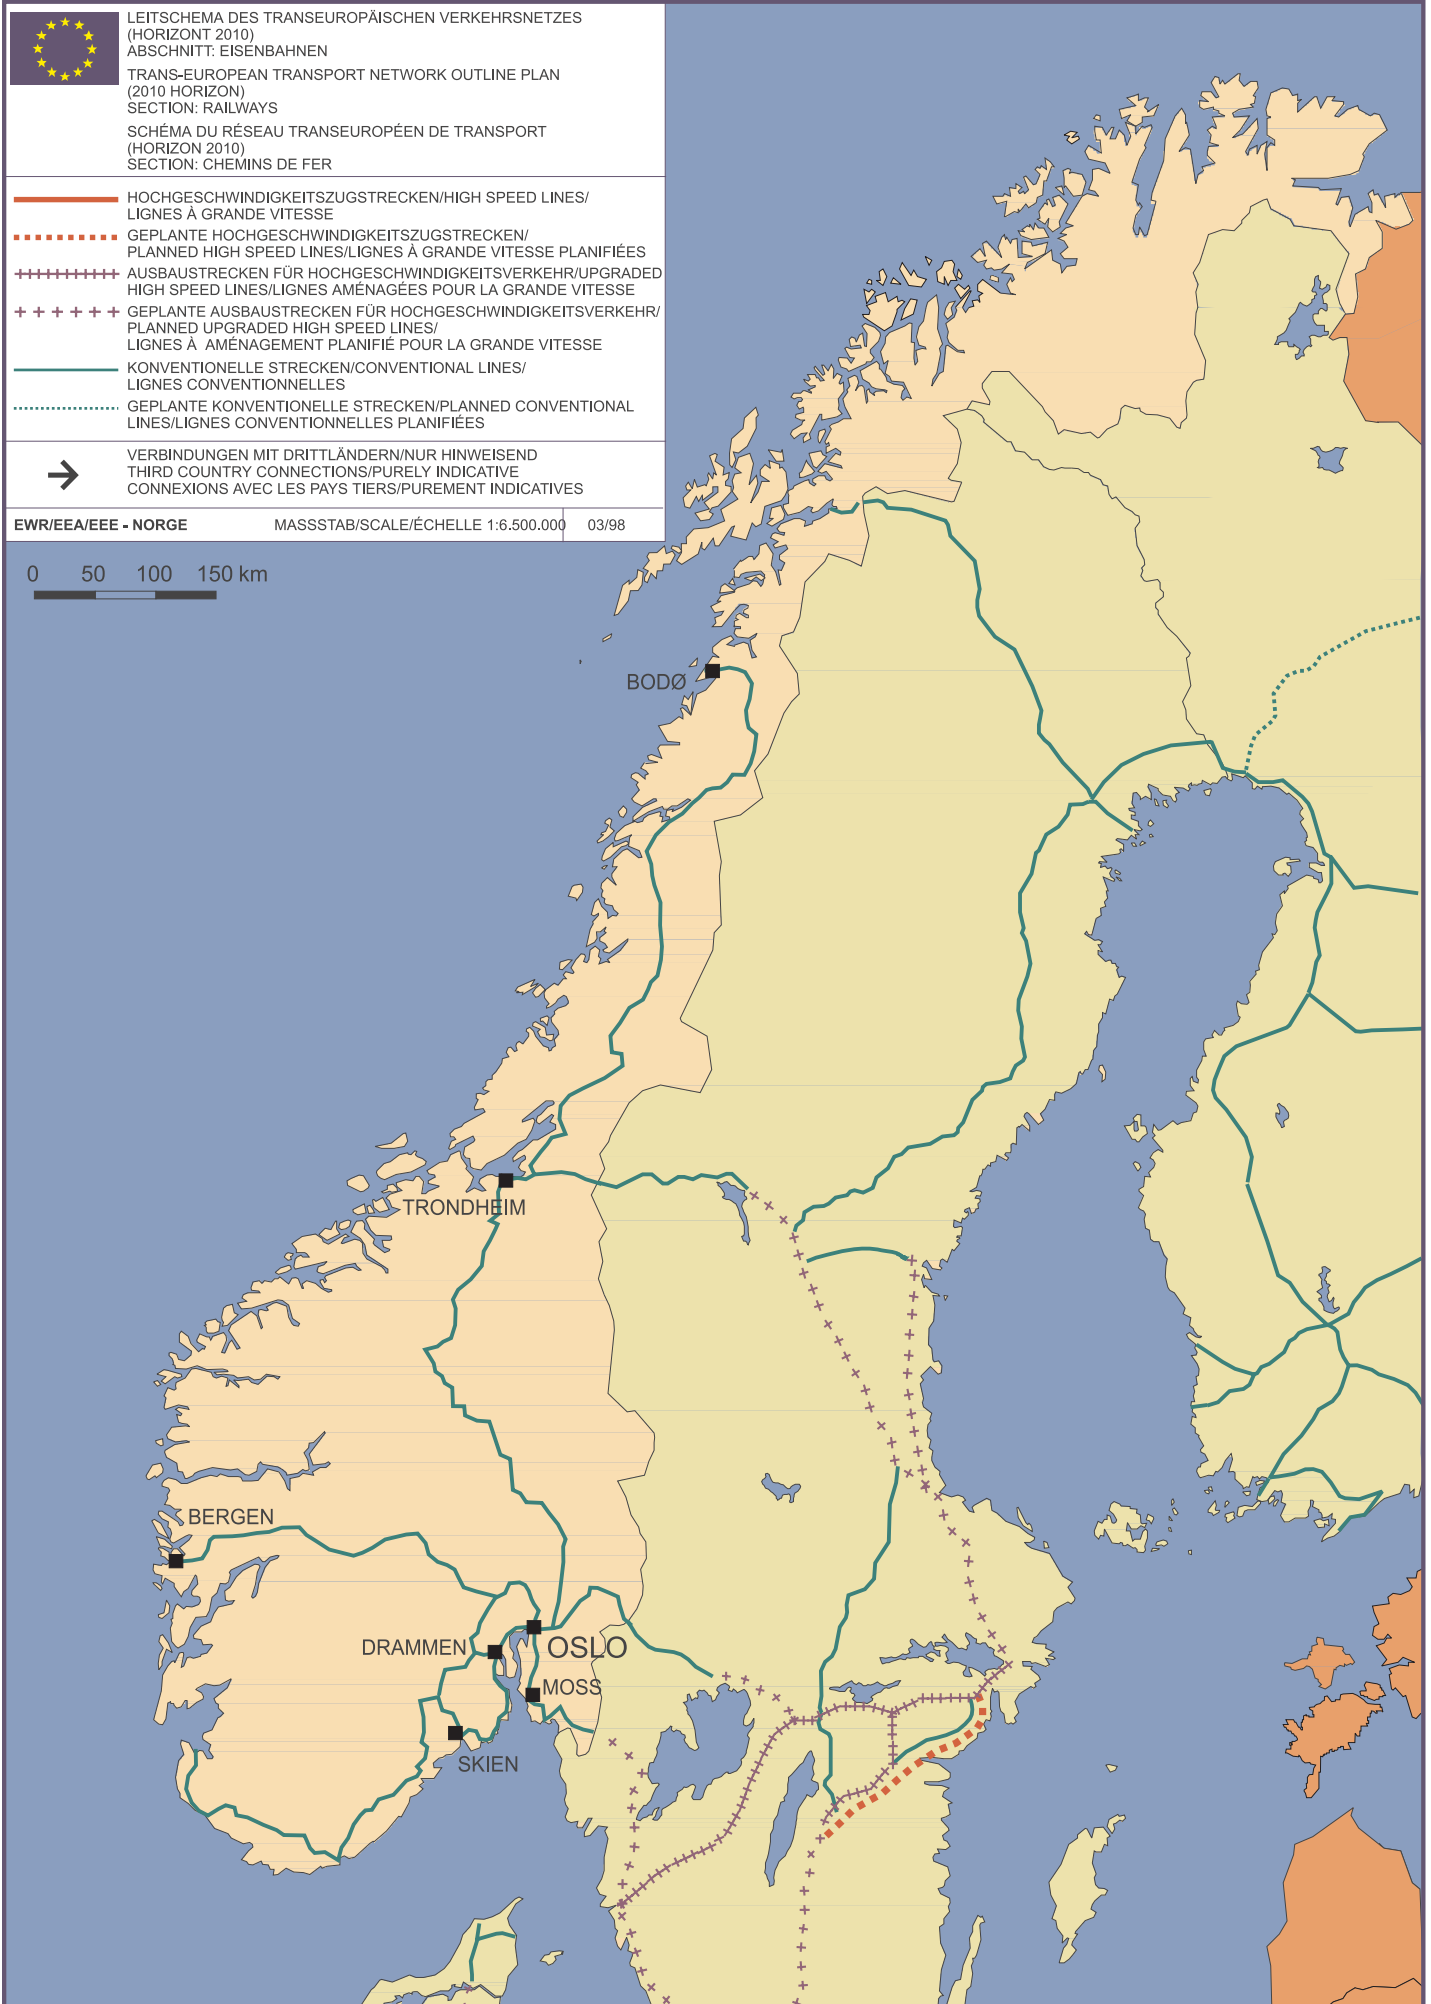 LEITSCHEMA DES TRANSEUROPÄISCHEN VERKEHRSNETZES
(HORIZONT 2010)
ABSCHNITT: EISENBAHNEN
TRANS-EUROPEAN TRANSPORT NETWORK OUTLINE PLAN
(2010 HORIZON)
SECTION: RAILWAYS
SCHÉMA DU RÉSEAU TRANSEUROPÉEN DE TRANSPORT
(HORIZON 2010)
SECTION: CHEMINS DE FER
HOCHGESCHWINDIGKEITSZUGSTRECKEN/HIGH SPEED LINES/
LIGNES À GRANDE VITESSE
GEPLANTE HOCHGESCHWINDIGKEITSZUGSTRECKEN/
PLANNED HIGH SPEED LINES/LIGNES À GRANDE VITESSE PLANIFIÉES
AUSBAUSTRECKEN FÜR HOCHGESCHWINDIGKEITSVERKEHR/UPGRADED
HIGH SPEED LINES/LIGNES AMÉNAGÉES POUR LA GRANDE VITESSE
GEPLANTE AUSBAUSTRECKEN FÜR HOCHGESCHWINDIGKEITSVERKEHR/
PLANNED UPGRADED HIGH SPEED LINES/
LIGNES À AMÉNAGEMENT PLANIFIÉ POUR LA GRANDE VITESSE
KONVENTIONELLE STRECKEN/CONVENTIONAL LINES/
LIGNES CONVENTIONNELLES
GEPLANTE KONVENTIONELLE STRECKEN/PLANNED CONVENTIONAL
LINES/LIGNES CONVENTIONNELLES PLANIFIÉES
VERBINDUNGEN MIT DRITTLÄNDERN/NUR HINWEISEND
THIRD COUNTRY CONNECTIONS/PURELY INDICATIVE
CONNEXIONS AVEC LES PAYS TIERS/PUREMENT INDICATIVES
EWR/EEA/EEE - NORGE MASSSTAB/SCALE/ÉCHELLE 1:6.500.000 03/98
0 50 100 150 km
BODØ
TRONDHEIM
BERGEN
DRAMMEN
OSLO
MOSS
SKIEN